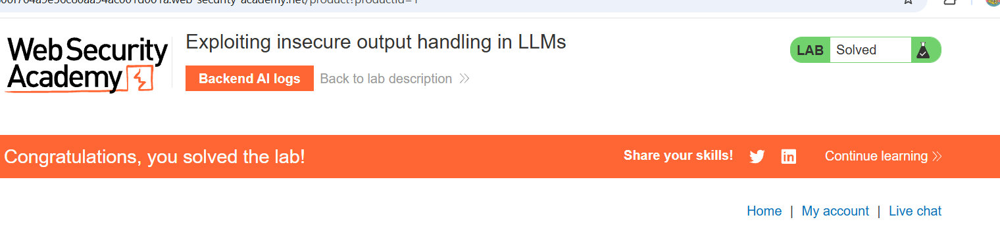 .web-security-academy.net/product?productId=1
Exploiting insecure output handling in LLMs
LAB Solved
Web Security
Academy
Backend AI logs Back to lab description
Congratulations, you solved the lab!
Share your skills!
Continue learning
Home | My account | Live chat